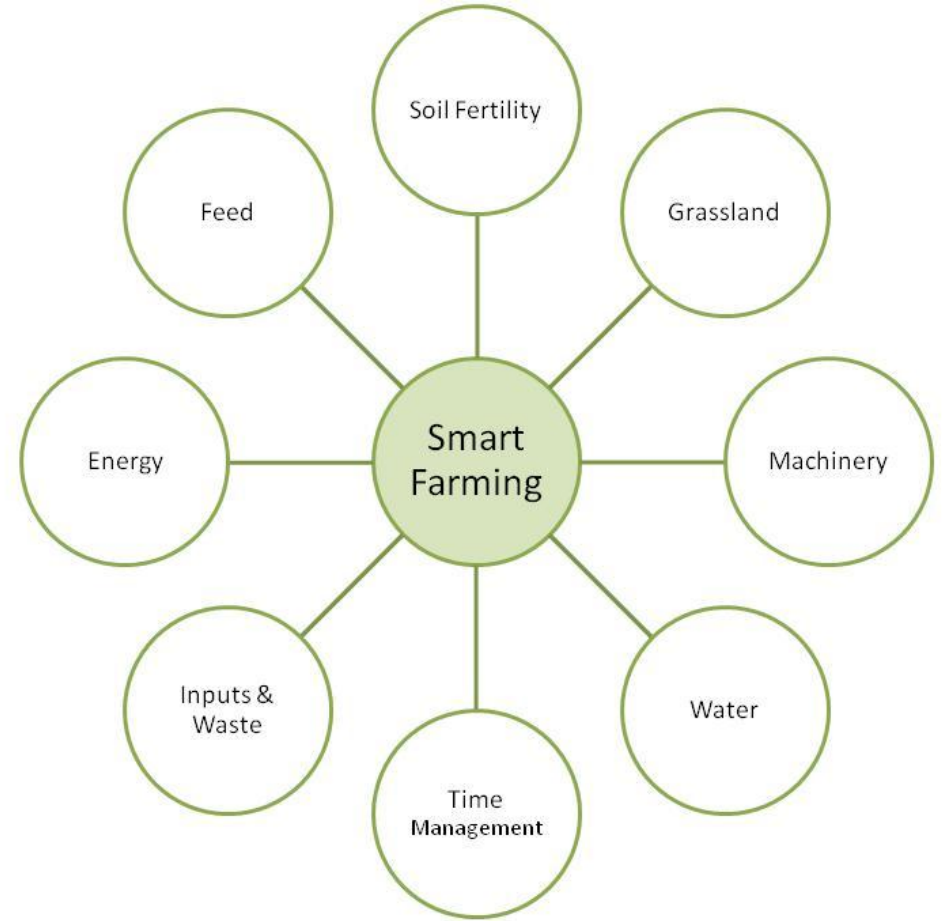 Soil Fertility
Feed
Grassland
Smart
Farming
Energy
Machinery
Inputs &
Waste
Water
Time
Management